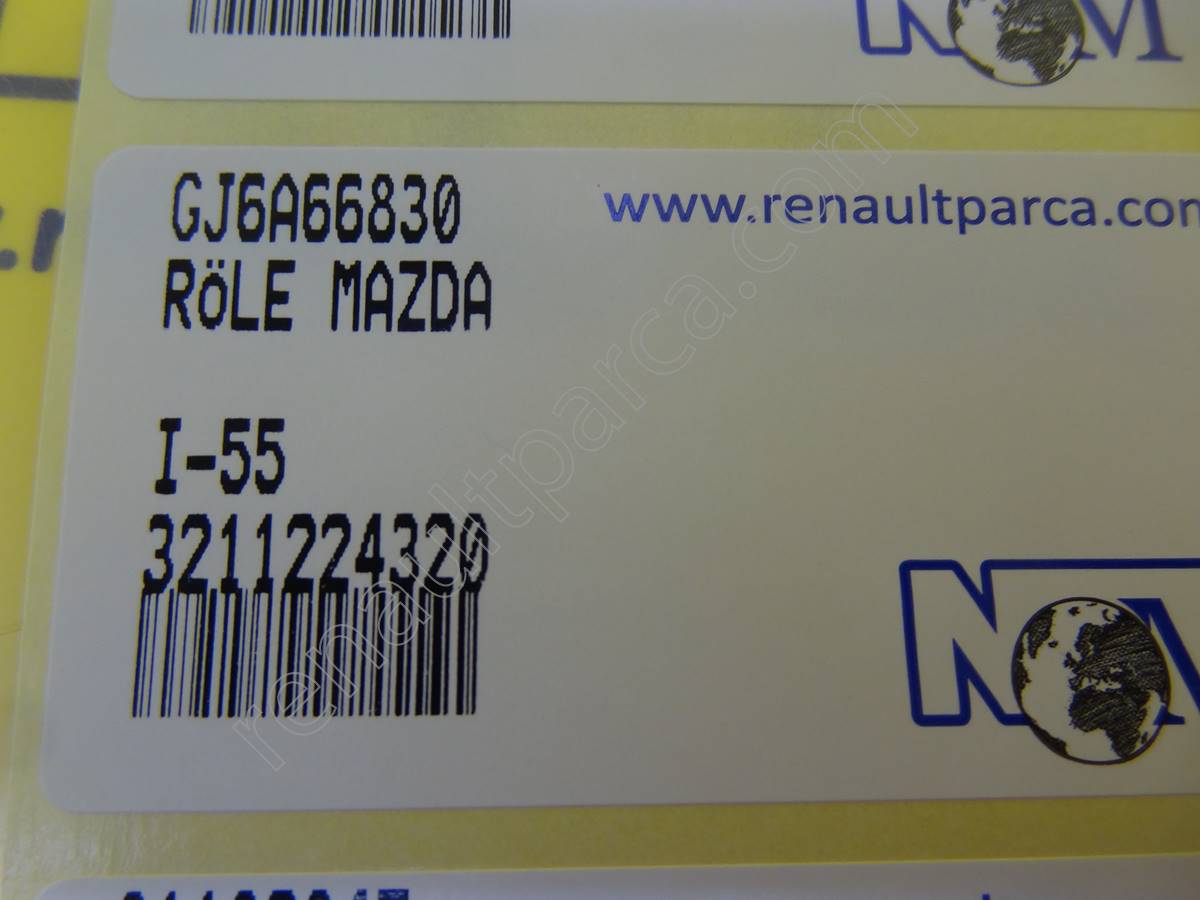 GJ6A66830
www.renaultparca.com
RöLE MAZDA
I-55
3211224320
renaultparca.com